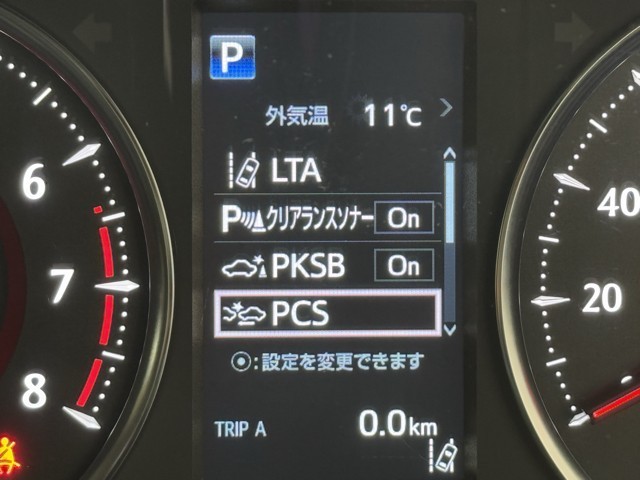 P
外気温 11℃
LTA
P クリアランスソナー On
PKSB On
PCS
⦿:設定を変更できます
TRIP A 0.0km
6
7
8
40
20